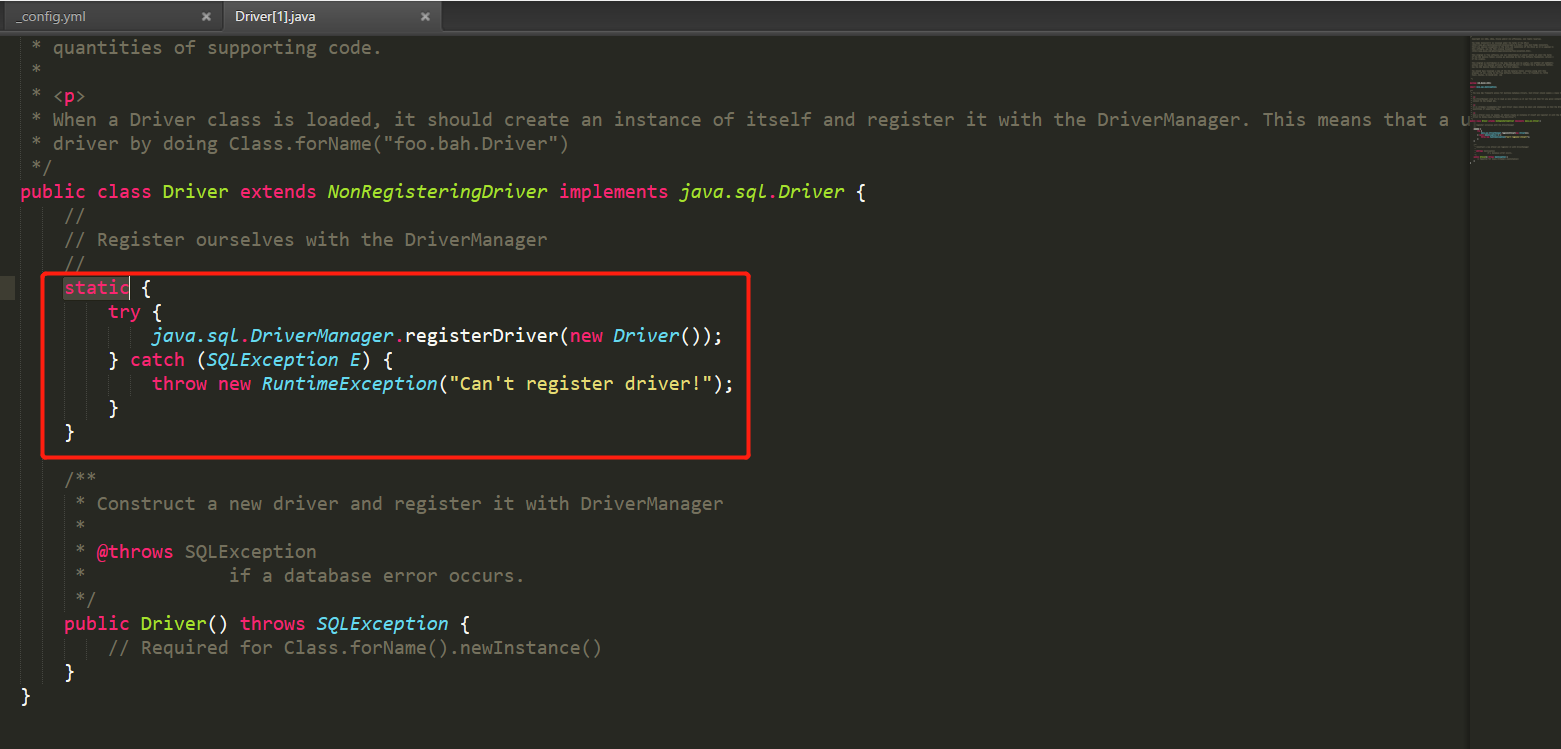 _config.yml × Driver[1].java ×
* quantities of supporting code.
*
* <p>
* When a Driver class is loaded, it should create an instance of itself and register it with the DriverManager. This means that a u
* driver by doing Class.forName("foo.bah.Driver")
*/
public class Driver extends NonRegisteringDriver implements java.sql.Driver {
//
// Register ourselves with the DriverManager
//
static {
try {
java.sql.DriverManager.registerDriver(new Driver());
} catch (SQLException E) {
throw new RuntimeException("Can't register driver!");
}
}
/**
* Construct a new driver and register it with DriverManager
*
* @throws SQLException
* if a database error occurs.
*/
public Driver() throws SQLException {
// Required for Class.forName().newInstance()
}
}